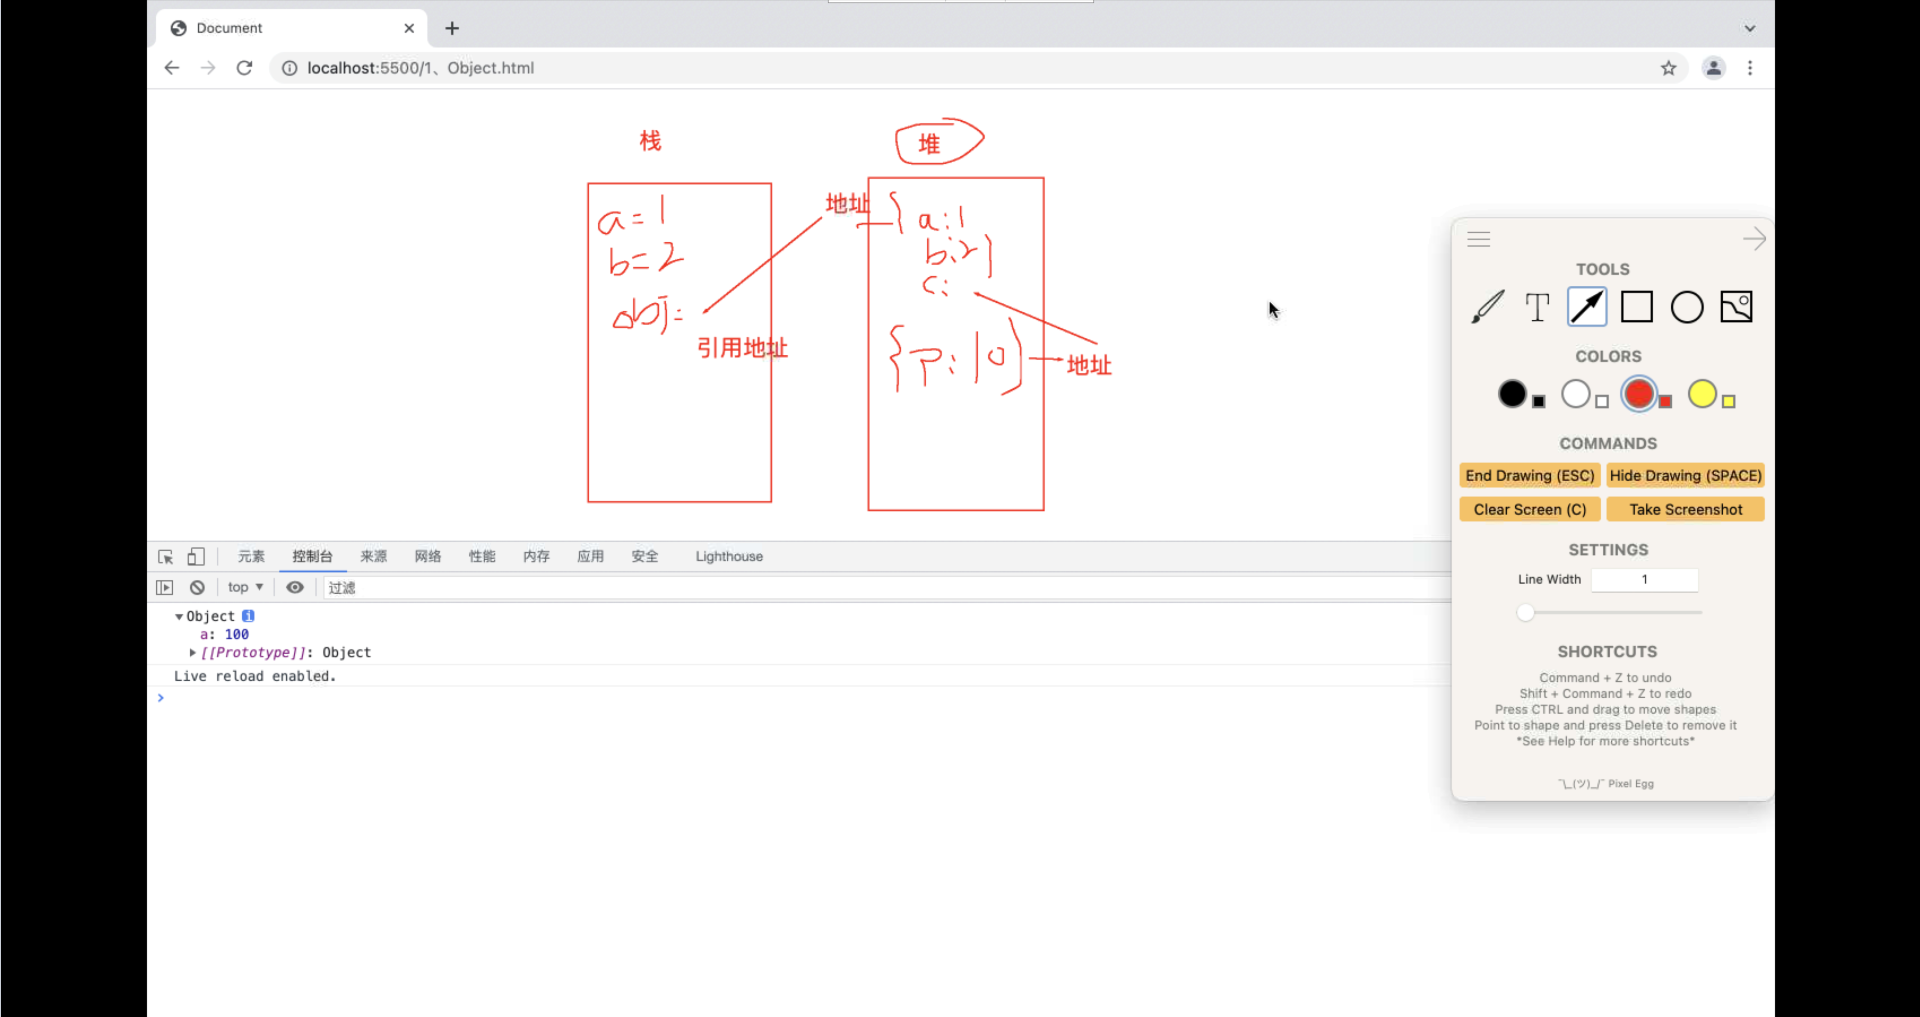 Document
localhost:5500/1、Object.html
栈
堆
a=1
b=2
obj=
引用地址
地址
{a:1
b:2}
c:
{p:10}
地址
TOOLS
T
COLORS
COMMANDS
End Drawing (ESC)
Hide Drawing (SPACE)
Clear Screen (C)
Take Screenshot
SETTINGS
Line Width 1
SHORTCUTS
Command + Z to undo
Shift + Command + Z to redo
Press CTRL and drag to move shapes
Point to shape and press Delete to remove it
*See Help for more shortcuts*
¯\_(ツ)_/¯ Pixel Egg
元素 控制台 来源 网络 性能 内存 应用 安全 Lighthouse
top ▼ 过滤
▼Object i
a: 100
▶[[Prototype]]: Object
Live reload enabled.
>